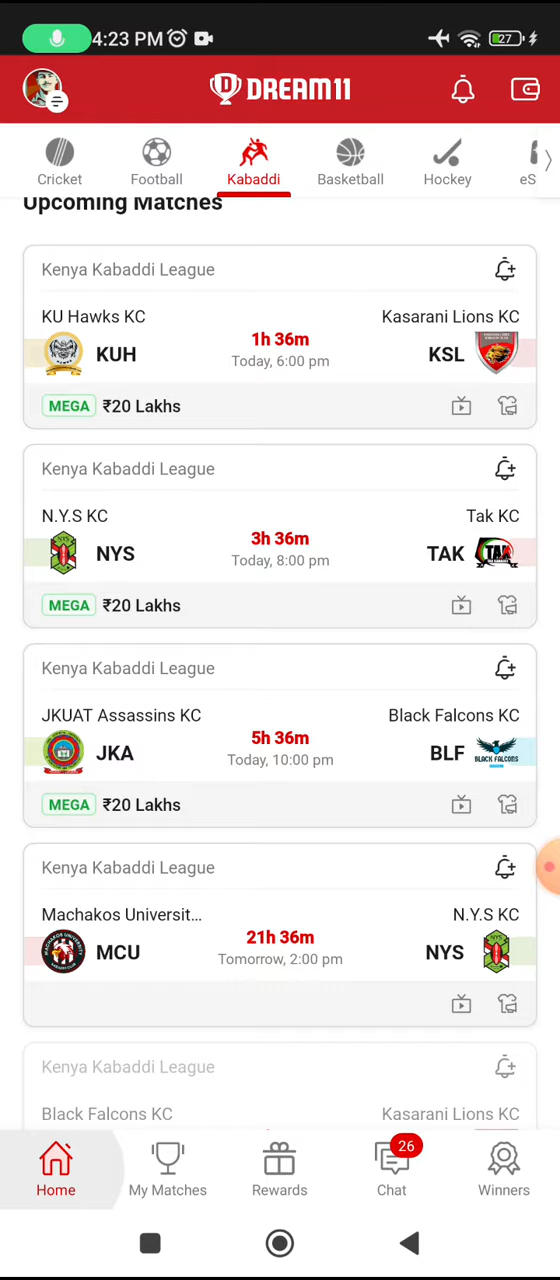 4:23 PM
27
DREAM11
Cricket
Football
Kabaddi
Basketball
Hockey
eS
Upcoming Matches
Kenya Kabaddi League
KU Hawks KC
Kasarani Lions KC
KUH
1h 36m
Today, 6:00 pm
KSL
MEGA ₹20 Lakhs
Kenya Kabaddi League
N.Y.S KC
Tak KC
NYS
3h 36m
Today, 8:00 pm
TAK
TAK
MEGA ₹20 Lakhs
Kenya Kabaddi League
JKUAT Assassins KC
Black Falcons KC
JKA
5h 36m
Today, 10:00 pm
BLF
BLACK FALCONS
MEGA ₹20 Lakhs
Kenya Kabaddi League
Machakos Universit...
N.Y.S KC
MCU
21h 36m
Tomorrow, 2:00 pm
NYS
Kenya Kabaddi League
Black Falcons KC
Kasarani Lions KC
26
Home
My Matches
Rewards
Chat
Winners